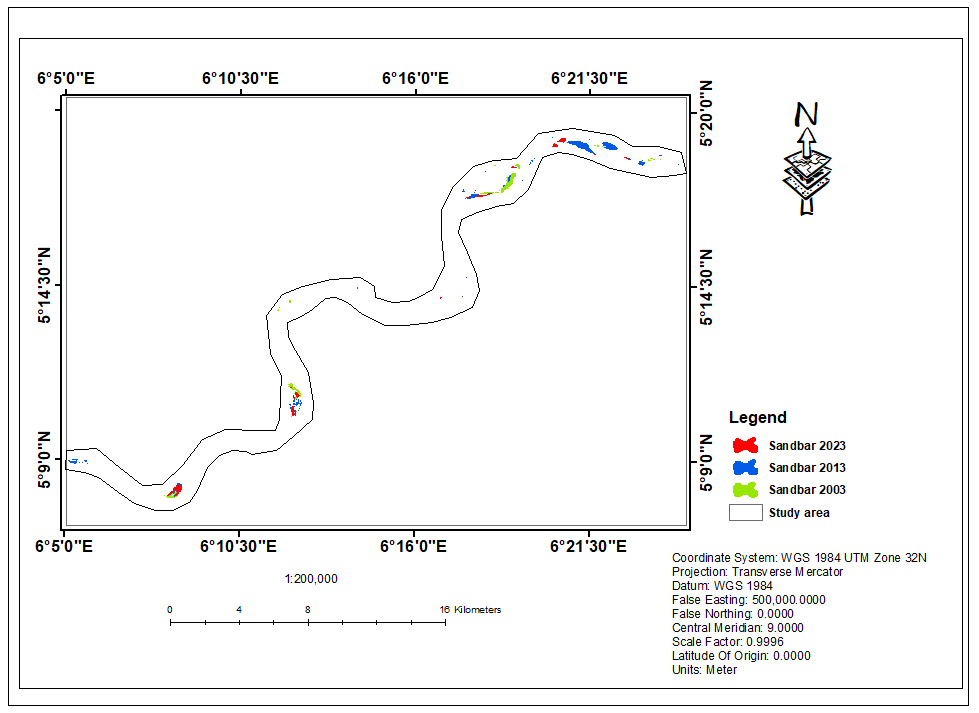 6°5'0"E 6°10'30"E 6°16'0"E 6°21'30"E
5°20'0"N
N
5°14'30"N
5°14'30"N
5°9'0"N
5°9'0"N
6°5'0"E 6°10'30"E 6°16'0"E 6°21'30"E
Legend
Sandbar 2023
Sandbar 2013
Sandbar 2003
Study area
1:200,000
0 4 8 16 Kilometers
Coordinate System: WGS 1984 UTM Zone 32N
Projection: Transverse Mercator
Datum: WGS 1984
False Easting: 500,000.0000
False Northing: 0.0000
Central Meridian: 9.0000
Scale Factor: 0.9996
Latitude Of Origin: 0.0000
Units: Meter